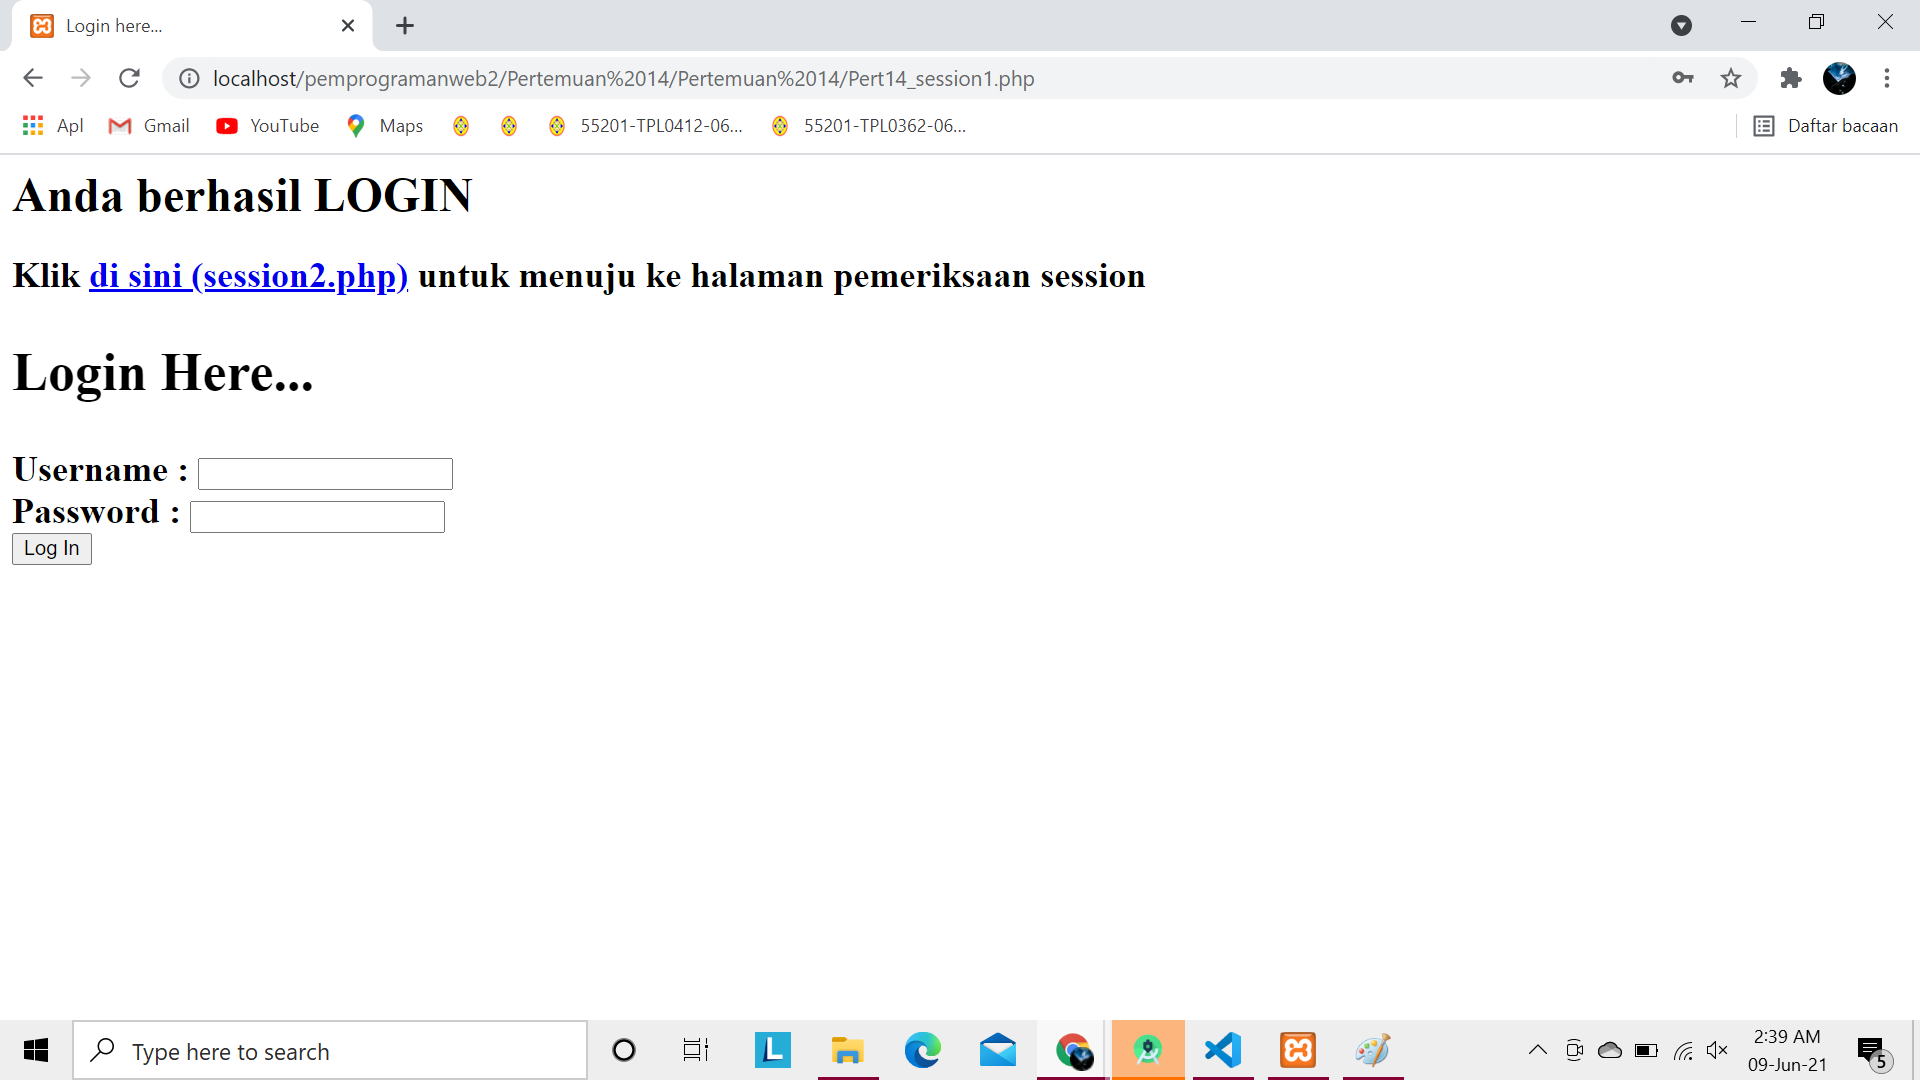 Login here...
localhost/pemprogramanweb2/Pertemuan%2014/Pertemuan%2014/Pert14_session1.php
Apl Gmail YouTube Maps 55201-TPL0412-06... 55201-TPL0362-06... Daftar bacaan
Anda berhasil LOGIN
Klik di sini (session2.php) untuk menuju ke halaman pemeriksaan session
Login Here...
Username :
Password :
Log In
Type here to search
L
2:39 AM
09-Jun-21
5